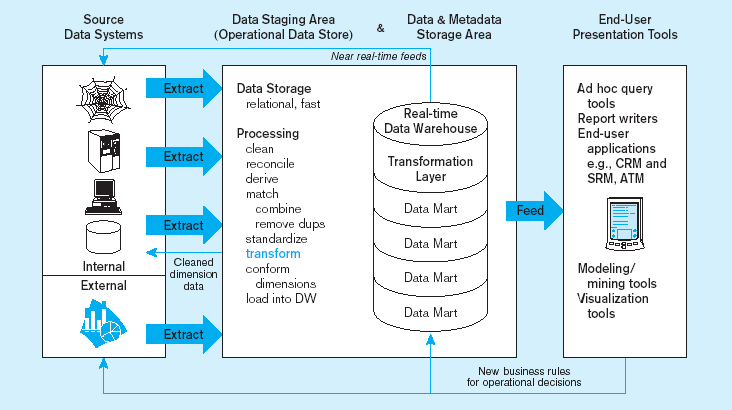 Source
Data Systems
Data Staging Area
(Operational Data Store)
&
Data & Metadata
Storage Area
End-User
Presentation Tools
Near real-time feeds
Extract
Extract
Extract
Internal
External
Extract
Cleaned
dimension
data
Data Storage
relational, fast
Processing
clean
reconcile
derive
match
combine
remove dups
standardize
transform
conform
dimensions
load into DW
Real-time
Data Warehouse
Transformation
Layer
Data Mart
Data Mart
Data Mart
Data Mart
Feed
Ad hoc query
tools
Report writers
End-user
applications
e.g., CRM and
SRM, ATM
Modeling/
mining tools
Visualization
tools
New business rules
for operational decisions